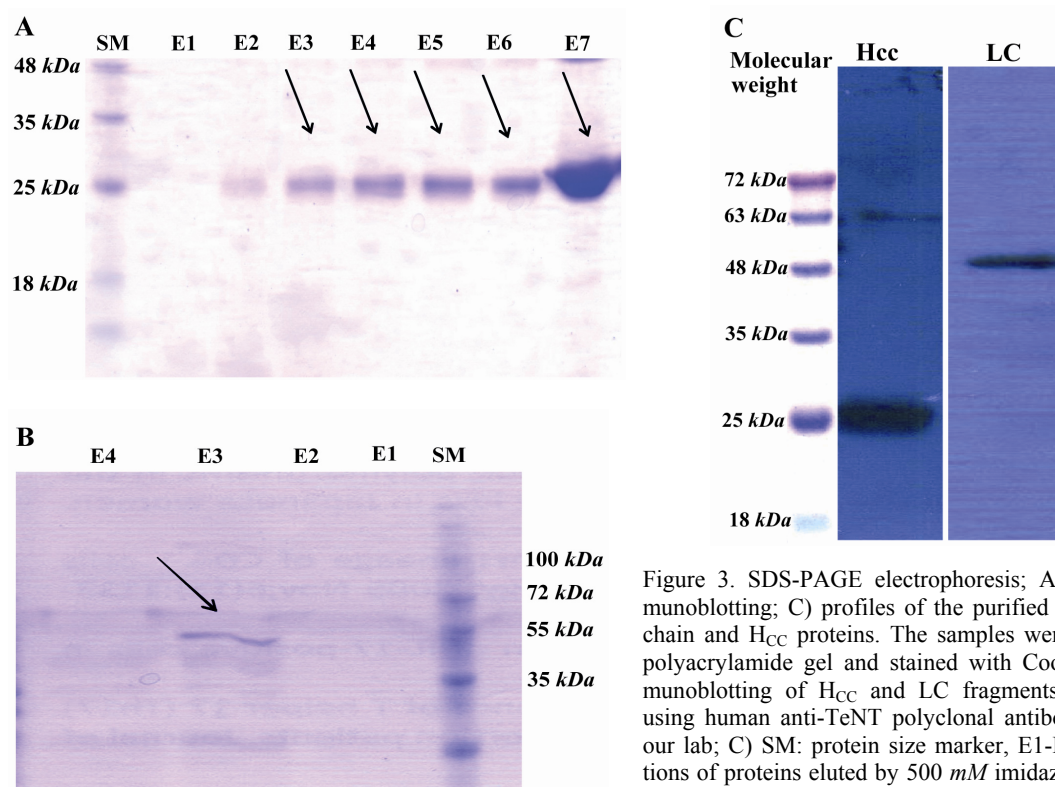 A
SM E1 E2 E3 E4 E5 E6 E7
48 kDa
35 kDa
25 kDa
18 kDa
B
E4 E3 E2 E1 SM
100 kDa
72 kDa
55 kDa
35 kDa
C
Molecular weight
Hcc LC
72 kDa
63 kDa
48 kDa
35 kDa
25 kDa
18 kDa
Figure 3. SDS-PAGE electrophoresis; A
munoblotting; C) profiles of the purified
chain and HCC proteins. The samples wer
polyacrylamide gel and stained with Coo
munoblotting of HCC and LC fragments
using human anti-TeNT polyclonal antibo
our lab; C) SM: protein size marker, E1-
tions of proteins eluted by 500 mM imidaz